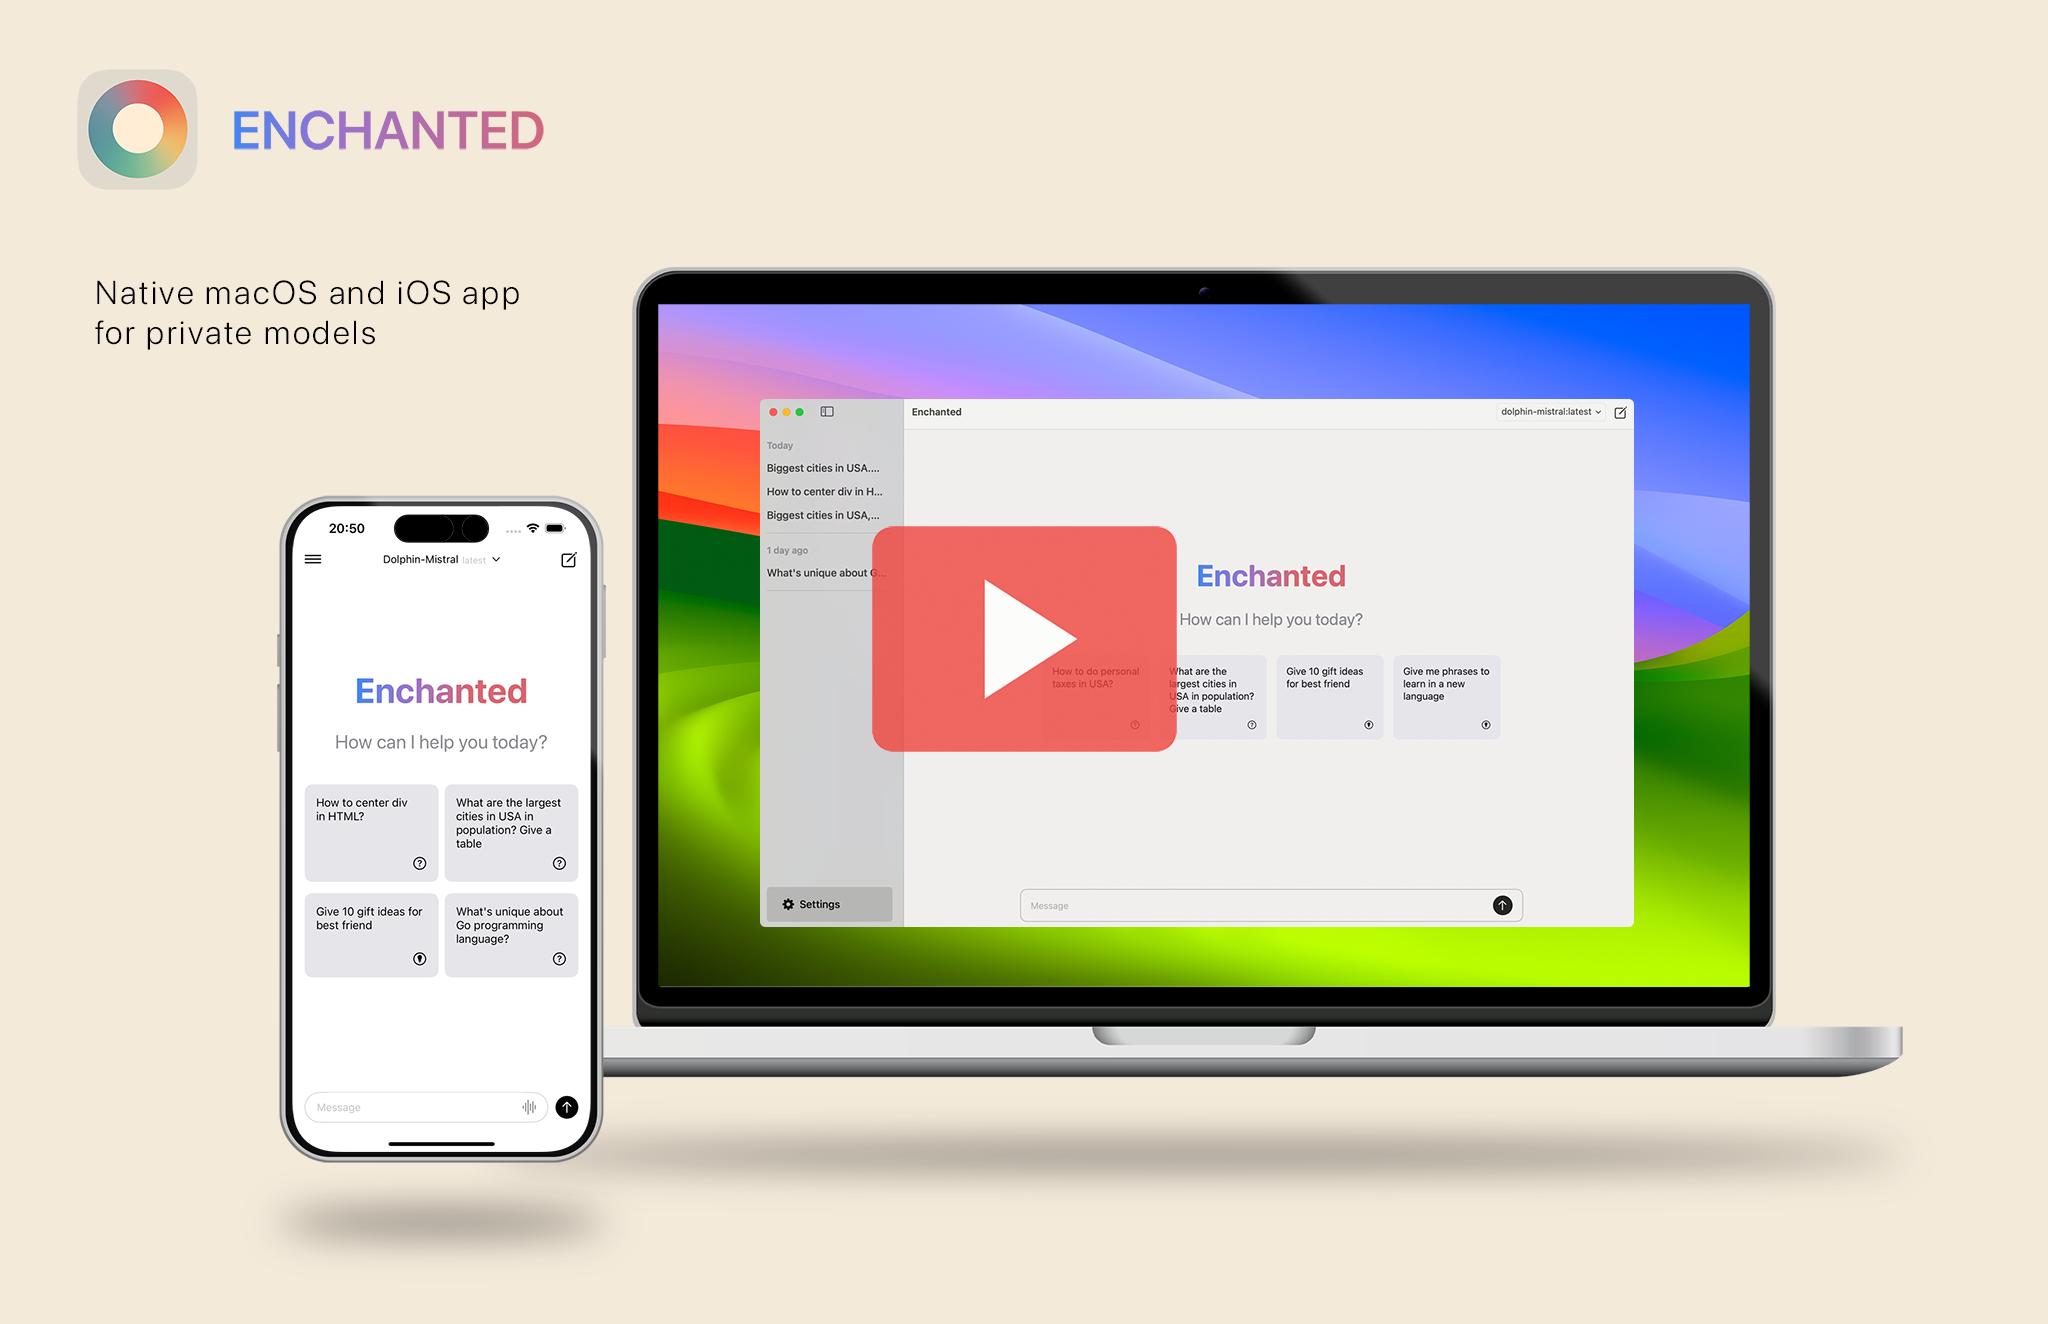 ENCHANTED
Native macOS and iOS app
for private models
20:50
Dolphin-Mistral latest
Enchanted
How can I help you today?
How to center div
in HTML?
What are the largest
cities in USA in
population? Give a
table
Give 10 gift ideas for
best friend
What's unique about
Go programming
language?
Message
Enchanted
dolphin-mistral:latest
Today
Biggest cities in USA....
How to center div in H...
Biggest cities in USA,...
1 day ago
What's unique about G...
Settings
Enchanted
How can I help you today?
How to do personal
taxes in USA?
What are the
largest cities in
USA in population?
Give a table
Give 10 gift ideas
for best friend
Give me phrases to
learn in a new
language
Message